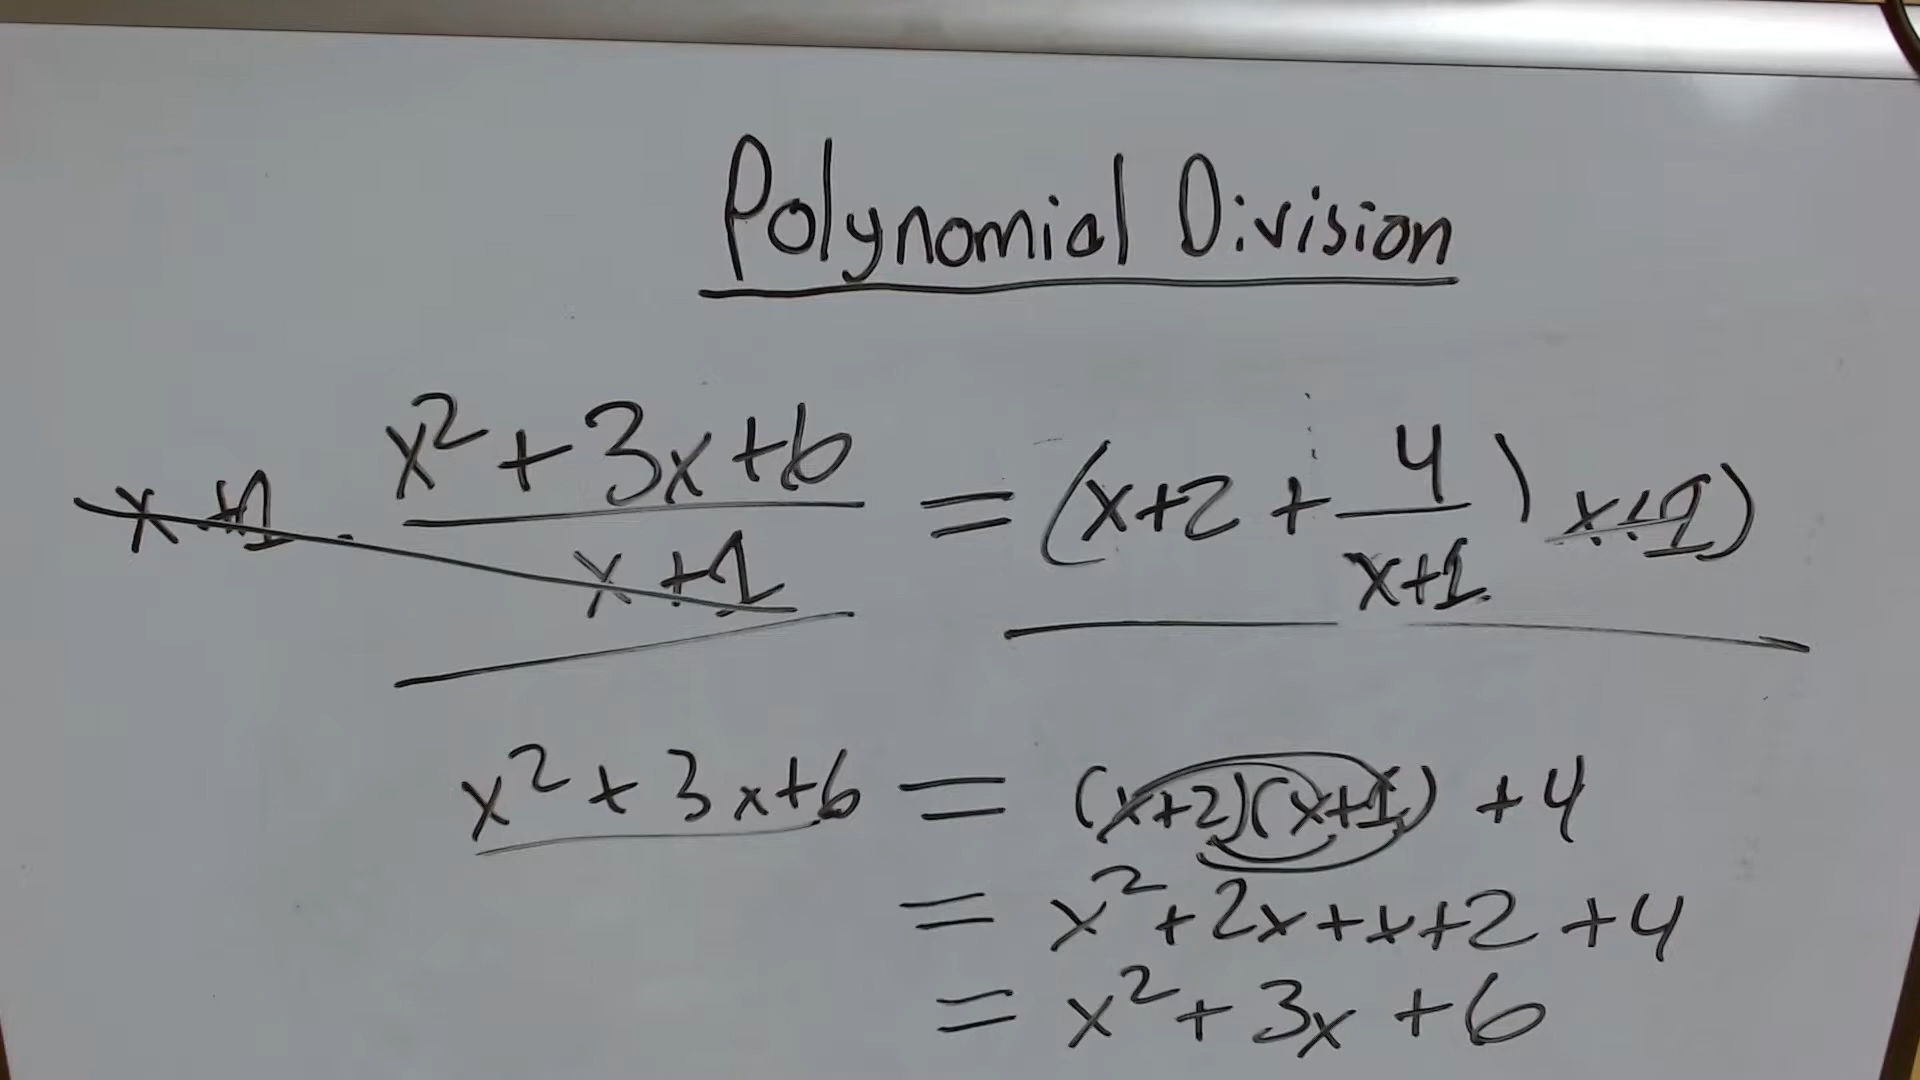 Polynomial Division
x+1 · (x² + 3x + 6)/(x + 1) = (x + 2 + 4/(x+1)) x+1)
x² + 3x + 6 = (x+2)(x+1) + 4
= x² + 2x + x + 2 + 4
= x² + 3x + 6